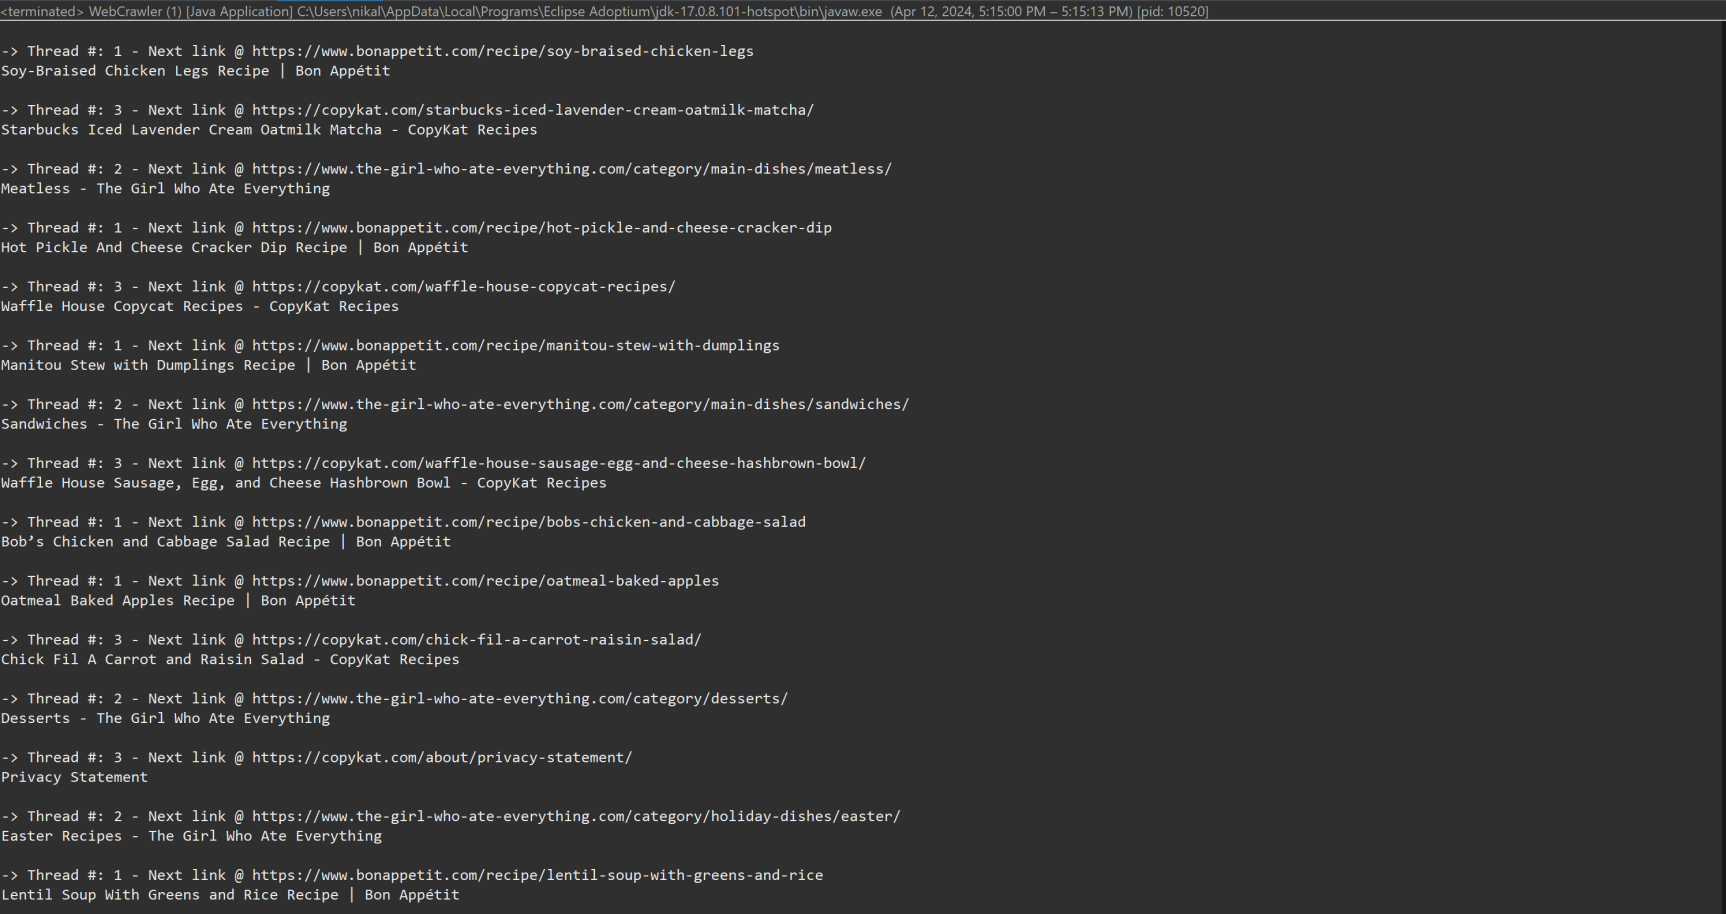 <terminated> WebCrawler (1) [Java Application] C:\Users\nikal\AppData\Local\Programs\Eclipse Adoptium\jdk-17.0.8.101-hotspot\bin\javaw.exe (Apr 12, 2024, 5:15:00 PM – 5:15:13 PM) [pid: 10520]
-> Thread #: 1 - Next link @ https://www.bonappetit.com/recipe/soy-braised-chicken-legs
Soy-Braised Chicken Legs Recipe | Bon Appétit
-> Thread #: 3 - Next link @ https://copykat.com/starbucks-iced-lavender-cream-oatmilk-matcha/
Starbucks Iced Lavender Cream Oatmilk Matcha - CopyKat Recipes
-> Thread #: 2 - Next link @ https://www.the-girl-who-ate-everything.com/category/main-dishes/meatless/
Meatless - The Girl Who Ate Everything
-> Thread #: 1 - Next link @ https://www.bonappetit.com/recipe/hot-pickle-and-cheese-cracker-dip
Hot Pickle And Cheese Cracker Dip Recipe | Bon Appétit
-> Thread #: 3 - Next link @ https://copykat.com/waffle-house-copycat-recipes/
Waffle House Copycat Recipes - CopyKat Recipes
-> Thread #: 1 - Next link @ https://www.bonappetit.com/recipe/manitou-stew-with-dumplings
Manitou Stew with Dumplings Recipe | Bon Appétit
-> Thread #: 2 - Next link @ https://www.the-girl-who-ate-everything.com/category/main-dishes/sandwiches/
Sandwiches - The Girl Who Ate Everything
-> Thread #: 3 - Next link @ https://copykat.com/waffle-house-sausage-egg-and-cheese-hashbrown-bowl/
Waffle House Sausage, Egg, and Cheese Hashbrown Bowl - CopyKat Recipes
-> Thread #: 1 - Next link @ https://www.bonappetit.com/recipe/bobs-chicken-and-cabbage-salad
Bob’s Chicken and Cabbage Salad Recipe | Bon Appétit
-> Thread #: 1 - Next link @ https://www.bonappetit.com/recipe/oatmeal-baked-apples
Oatmeal Baked Apples Recipe | Bon Appétit
-> Thread #: 3 - Next link @ https://copykat.com/chick-fil-a-carrot-raisin-salad/
Chick Fil A Carrot and Raisin Salad - CopyKat Recipes
-> Thread #: 2 - Next link @ https://www.the-girl-who-ate-everything.com/category/desserts/
Desserts - The Girl Who Ate Everything
-> Thread #: 3 - Next link @ https://copykat.com/about/privacy-statement/
Privacy Statement
-> Thread #: 2 - Next link @ https://www.the-girl-who-ate-everything.com/category/holiday-dishes/easter/
Easter Recipes - The Girl Who Ate Everything
-> Thread #: 1 - Next link @ https://www.bonappetit.com/recipe/lentil-soup-with-greens-and-rice
Lentil Soup With Greens and Rice Recipe | Bon Appétit